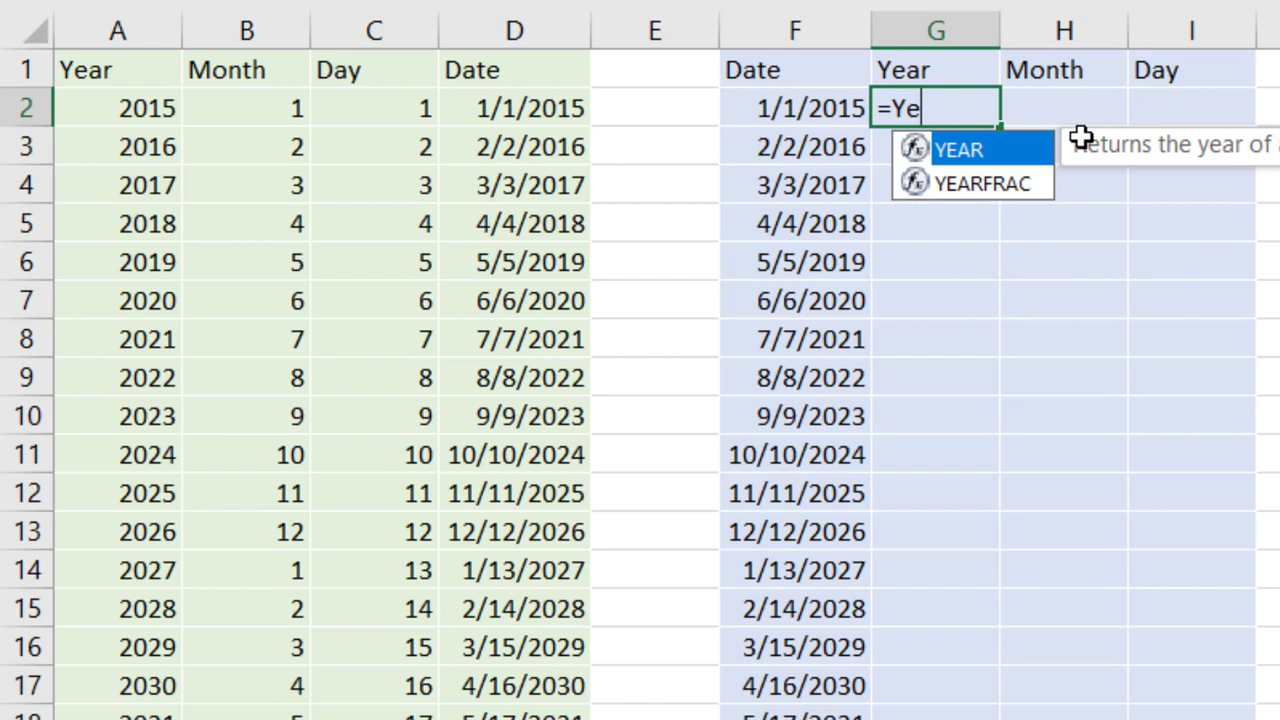 A B C D E F G H I
1 Year Month Day Date Date Year Month Day
2 2015 1 1 1/1/2015 1/1/2015 =Ye
3 2016 2 2 2/2/2016 2/2/2016 YEAR Returns the year of
4 2017 3 3 3/3/2017 3/3/2017 YEARFRAC
5 2018 4 4 4/4/2018 4/4/2018
6 2019 5 5 5/5/2019 5/5/2019
7 2020 6 6 6/6/2020 6/6/2020
8 2021 7 7 7/7/2021 7/7/2021
9 2022 8 8 8/8/2022 8/8/2022
10 2023 9 9 9/9/2023 9/9/2023
11 2024 10 10 10/10/2024 10/10/2024
12 2025 11 11 11/11/2025 11/11/2025
13 2026 12 12 12/12/2026 12/12/2026
14 2027 1 13 1/13/2027 1/13/2027
15 2028 2 14 2/14/2028 2/14/2028
16 2029 3 15 3/15/2029 3/15/2029
17 2030 4 16 4/16/2030 4/16/2030